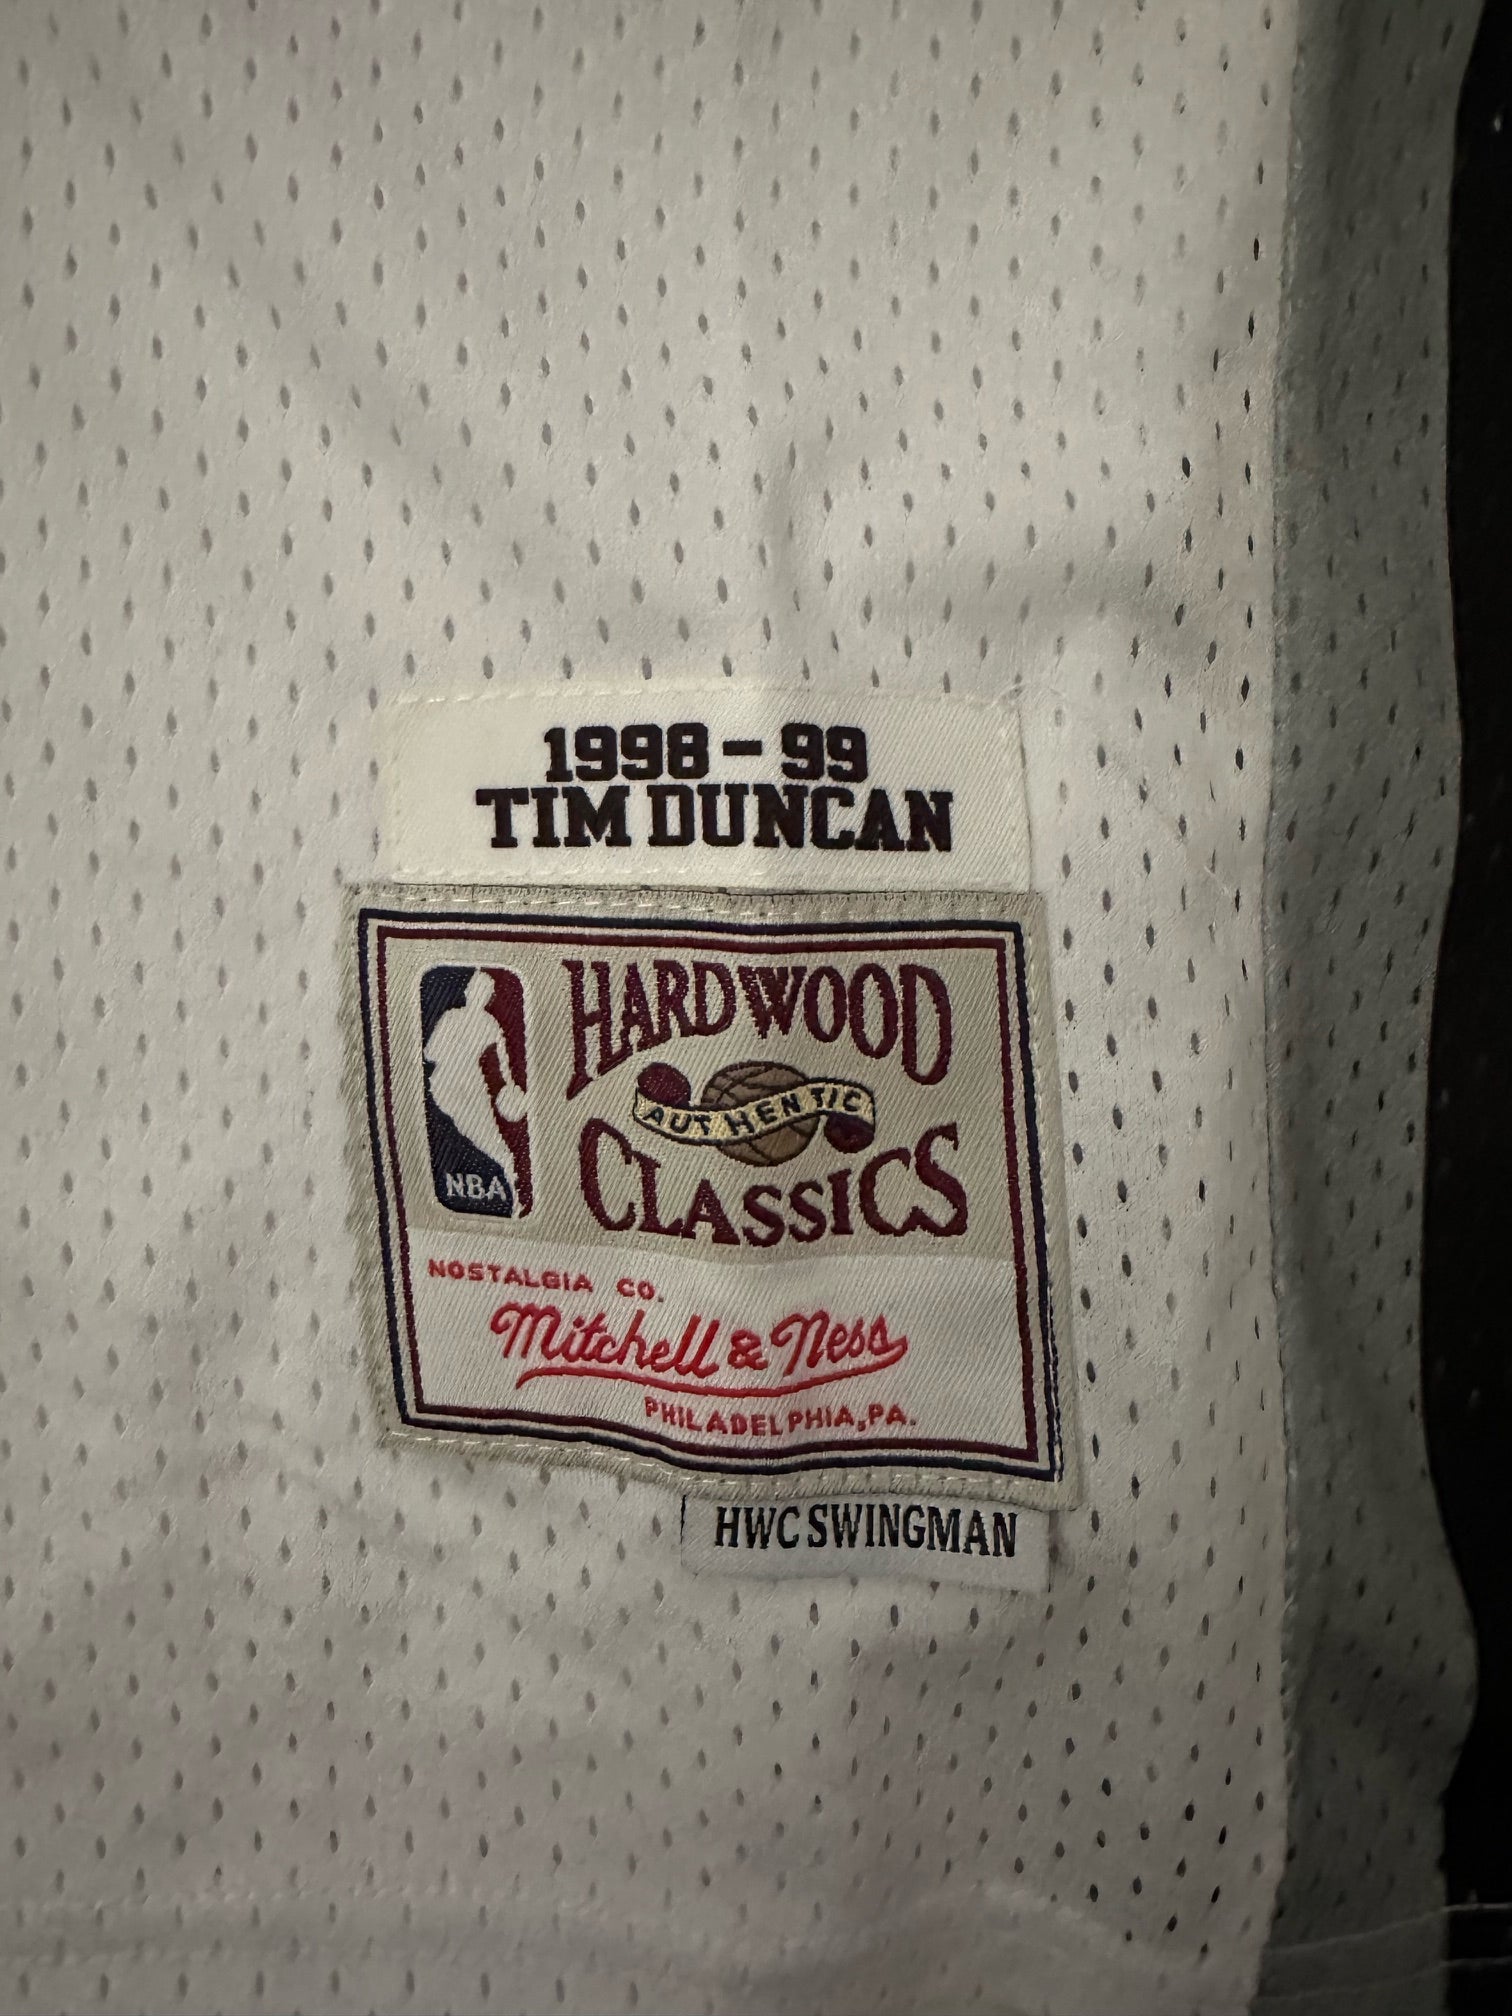 1998 - 99
TIM DUNCAN
HARDWOOD
AUTHENTIC
CLASSICS
NBA
NOSTALGIA CO.
Mitchell & Ness
PHILADELPHIA, PA.
HWC SWINGMAN